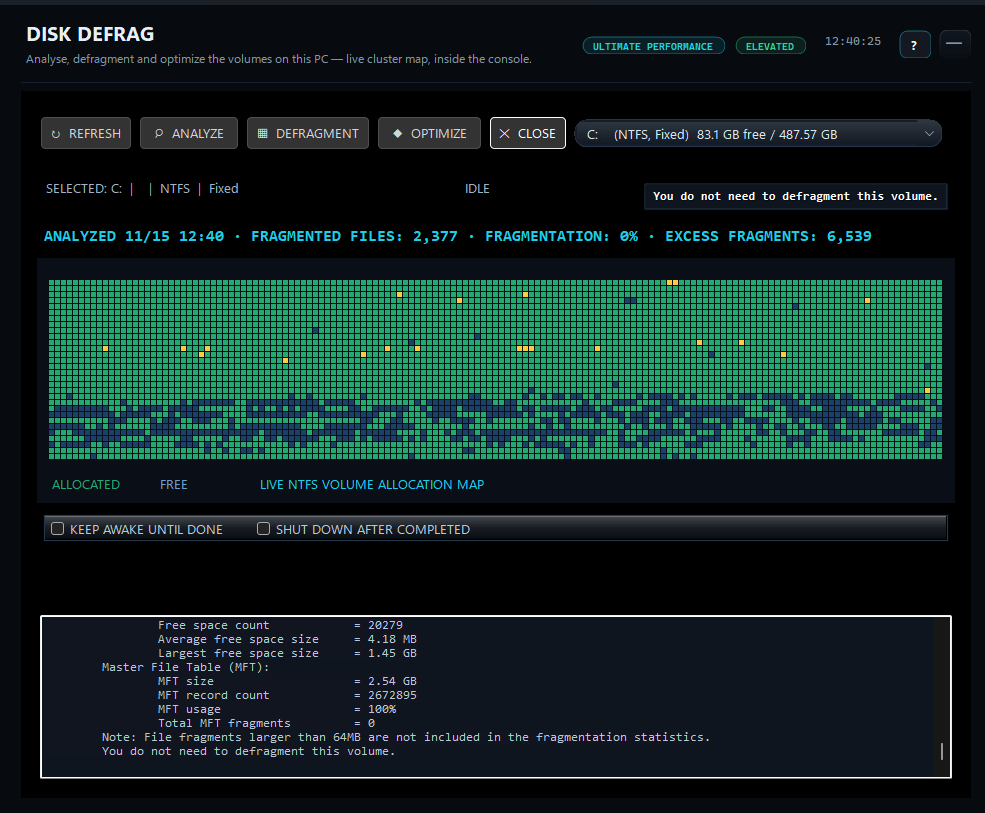 DISK DEFRAG
Analyse, defragment and optimize the volumes on this PC — live cluster map, inside the console.
ULTIMATE PERFORMANCE
ELEVATED
12:40:25
?
REFRESH
ANALYZE
DEFRAGMENT
OPTIMIZE
CLOSE
C: (NTFS, Fixed) 83.1 GB free / 487.57 GB
SELECTED: C: | | NTFS | Fixed
IDLE
You do not need to defragment this volume.
ANALYZED 11/15 12:40 · FRAGMENTED FILES: 2,377 · FRAGMENTATION: 0% · EXCESS FRAGMENTS: 6,539
ALLOCATED
FREE
LIVE NTFS VOLUME ALLOCATION MAP
KEEP AWAKE UNTIL DONE
SHUT DOWN AFTER COMPLETED
Free space count = 20279
Average free space size = 4.18 MB
Largest free space size = 1.45 GB
Master File Table (MFT):
MFT size = 2.54 GB
MFT record count = 2672895
MFT usage = 100%
Total MFT fragments = 0
Note: File fragments larger than 64MB are not included in the fragmentation statistics.
You do not need to defragment this volume.